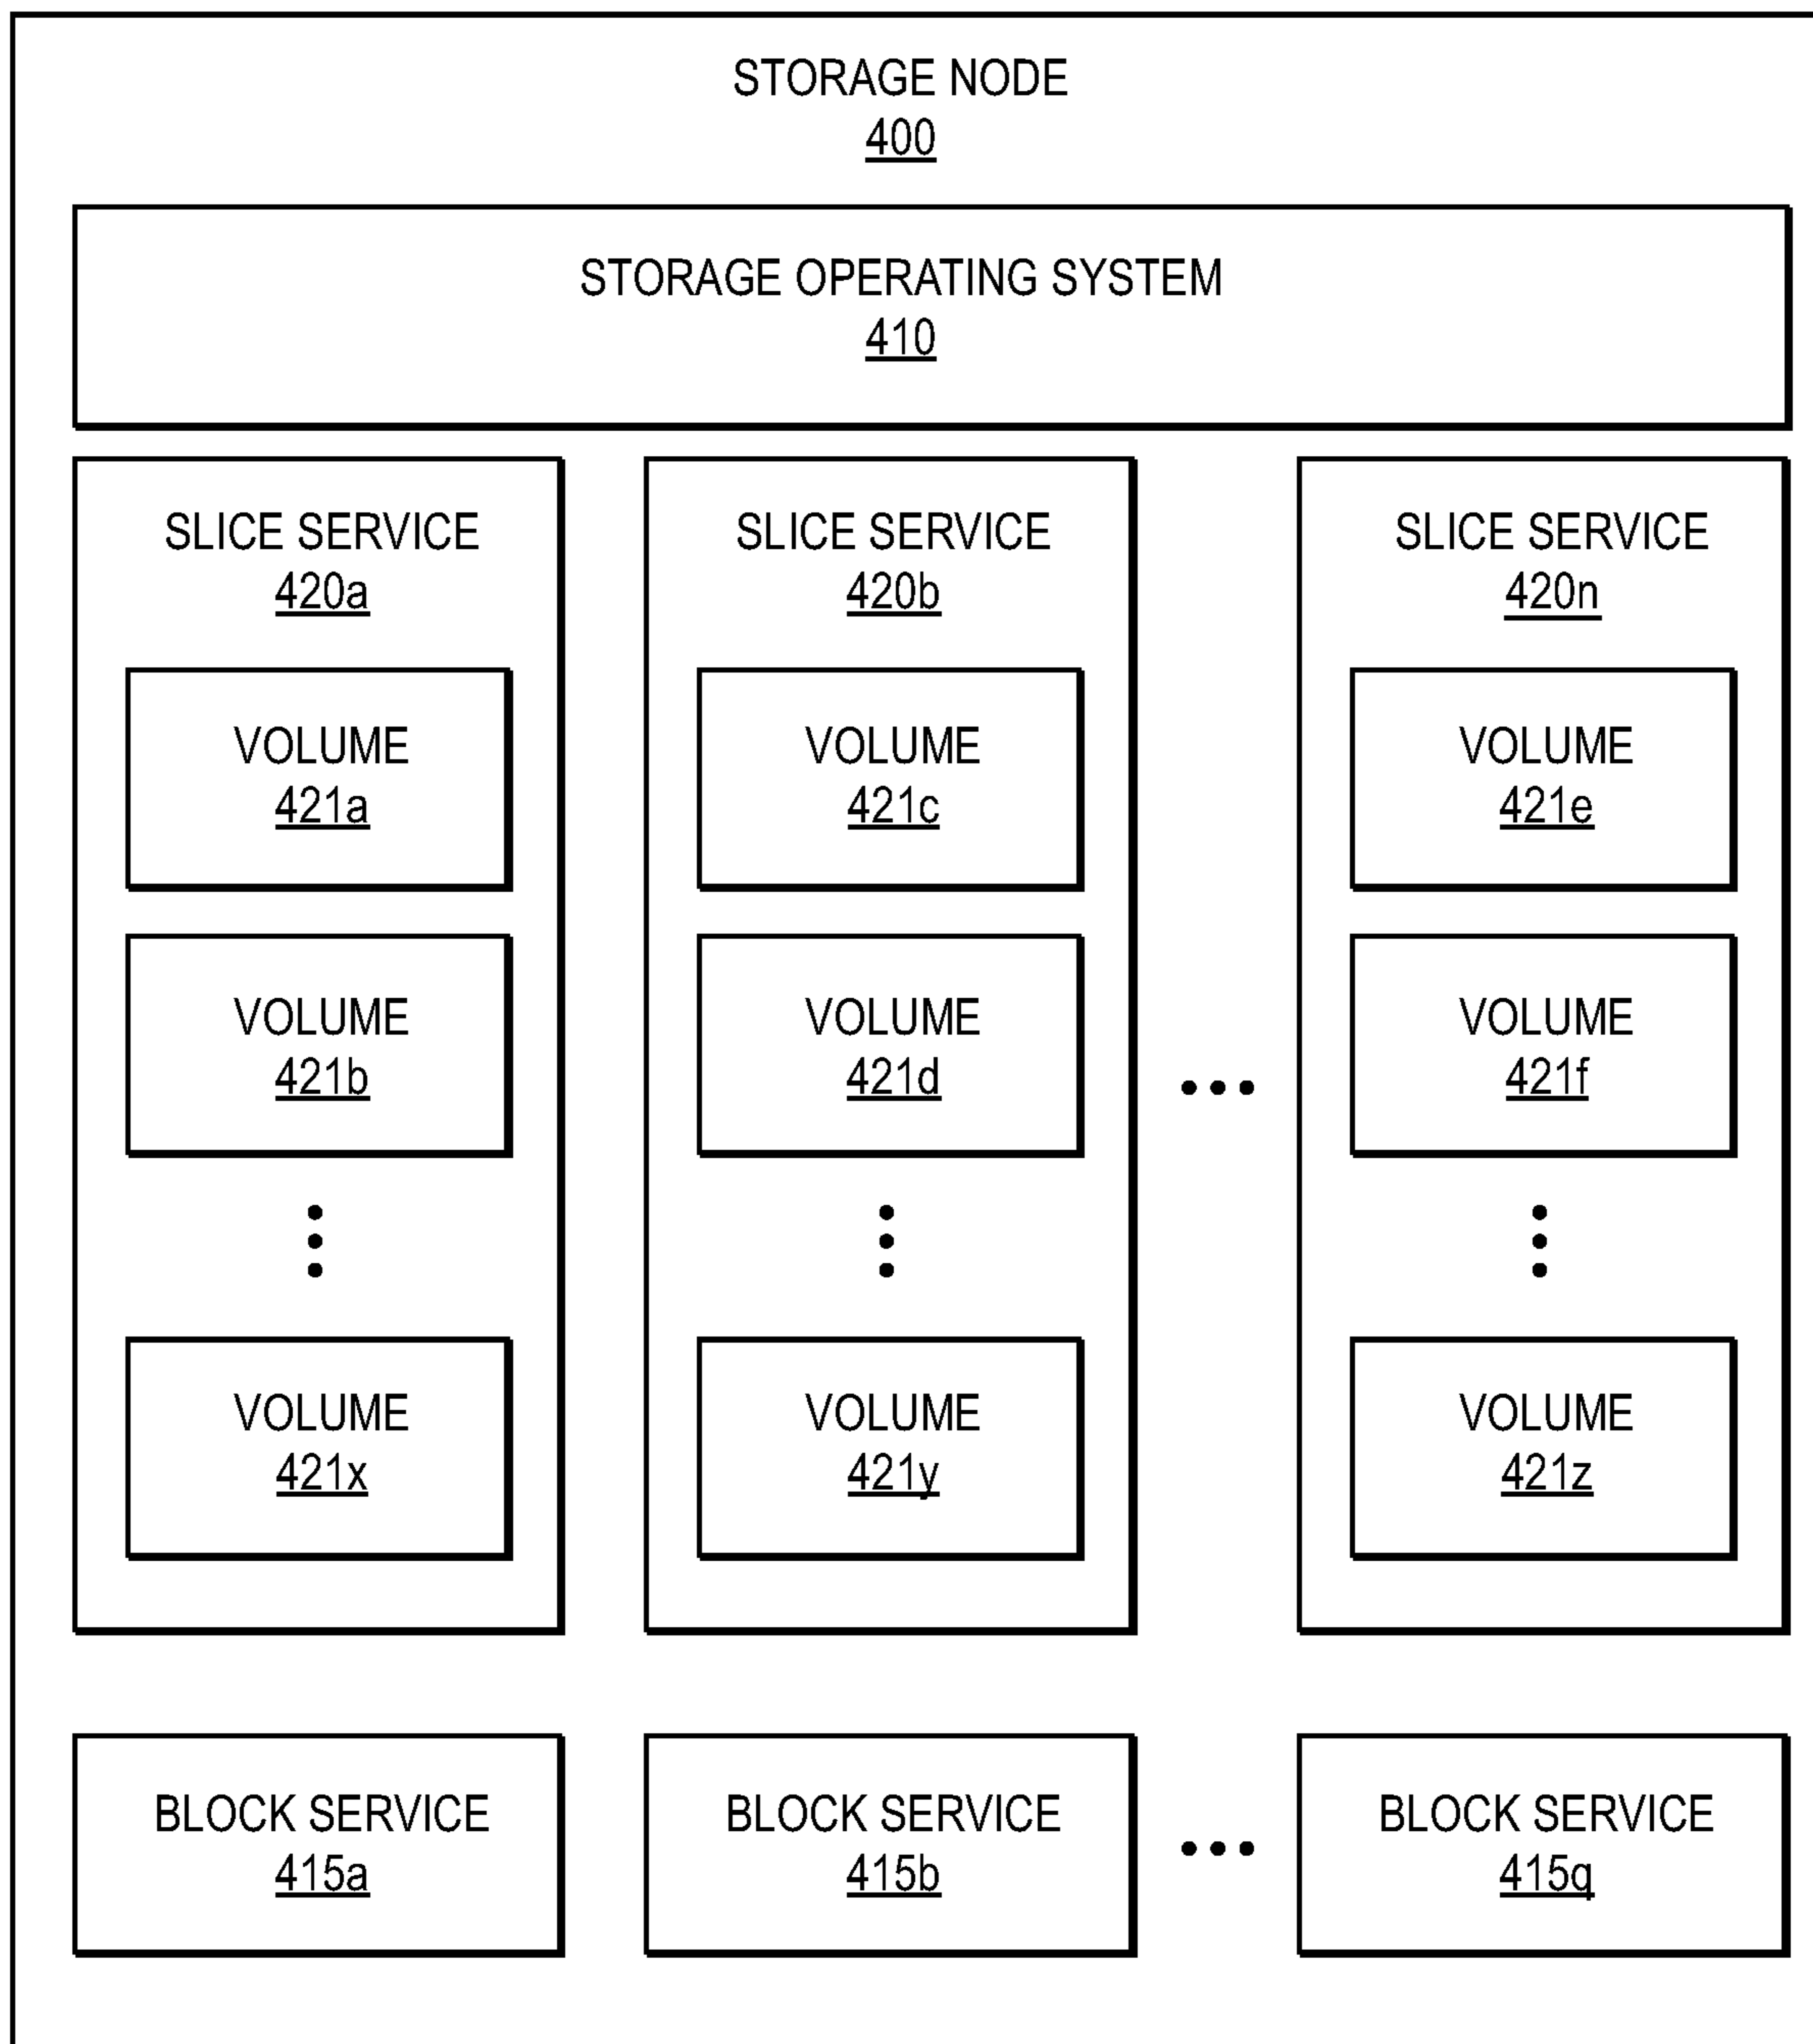 STORAGE NODE
400
STORAGE OPERATING SYSTEM
410
SLICE SERVICE
420a
VOLUME
421a
VOLUME
421b
VOLUME
421x
SLICE SERVICE
420b
VOLUME
421c
VOLUME
421d
VOLUME
421y
...
SLICE SERVICE
420n
VOLUME
421e
VOLUME
421f
VOLUME
421z
BLOCK SERVICE
415a
BLOCK SERVICE
415b
...
BLOCK SERVICE
415q